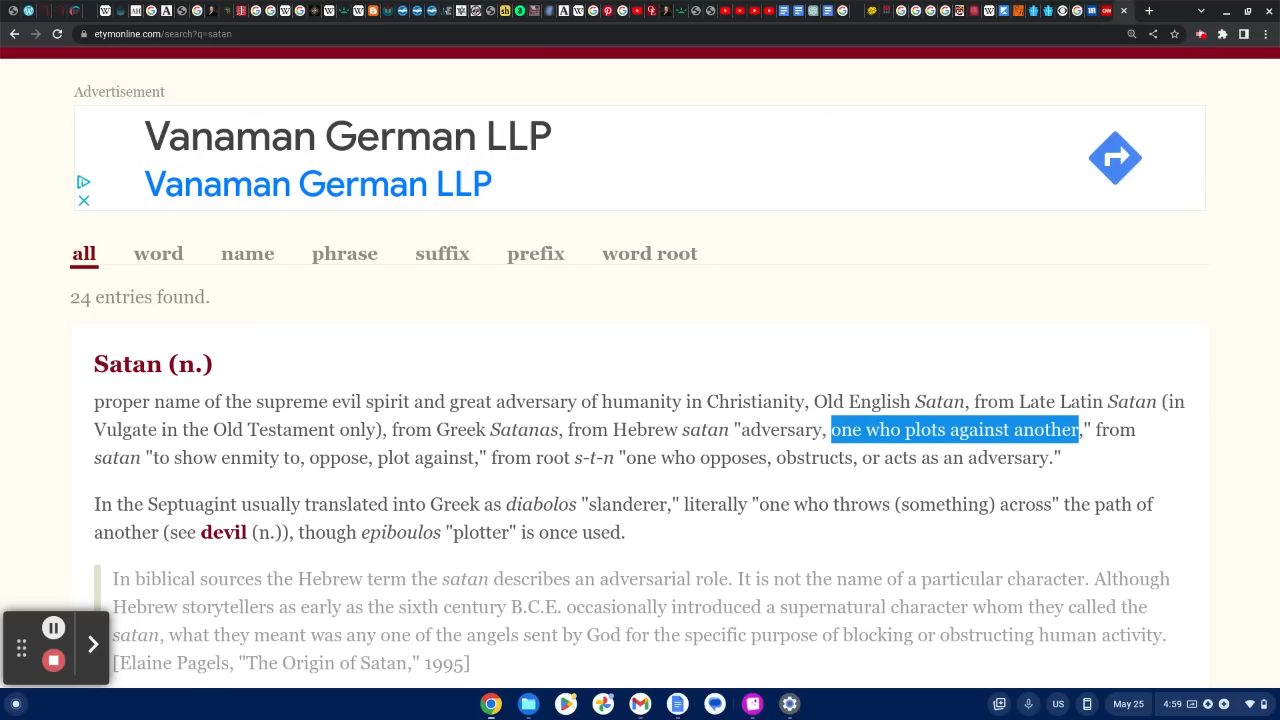 etymonline.com/search?q=satan
Advertisement
Vanaman German LLP
Vanaman German LLP
all word name phrase suffix prefix word root
24 entries found.
Satan (n.)
proper name of the supreme evil spirit and great adversary of humanity in Christianity, Old English Satan, from Late Latin Satan (in
Vulgate in the Old Testament only), from Greek Satanas, from Hebrew satan "adversary, one who plots against another," from
satan "to show enmity to, oppose, plot against," from root s-t-n "one who opposes, obstructs, or acts as an adversary."
In the Septuagint usually translated into Greek as diabolos "slanderer," literally "one who throws (something) across" the path of
another (see devil (n.)), though epiboulos "plotter" is once used.
In biblical sources the Hebrew term the satan describes an adversarial role. It is not the name of a particular character. Although
Hebrew storytellers as early as the sixth century B.C.E. occasionally introduced a supernatural character whom they called the
satan, what they meant was any one of the angels sent by God for the specific purpose of blocking or obstructing human activity.
[Elaine Pagels, "The Origin of Satan," 1995]
US May 25 4:59